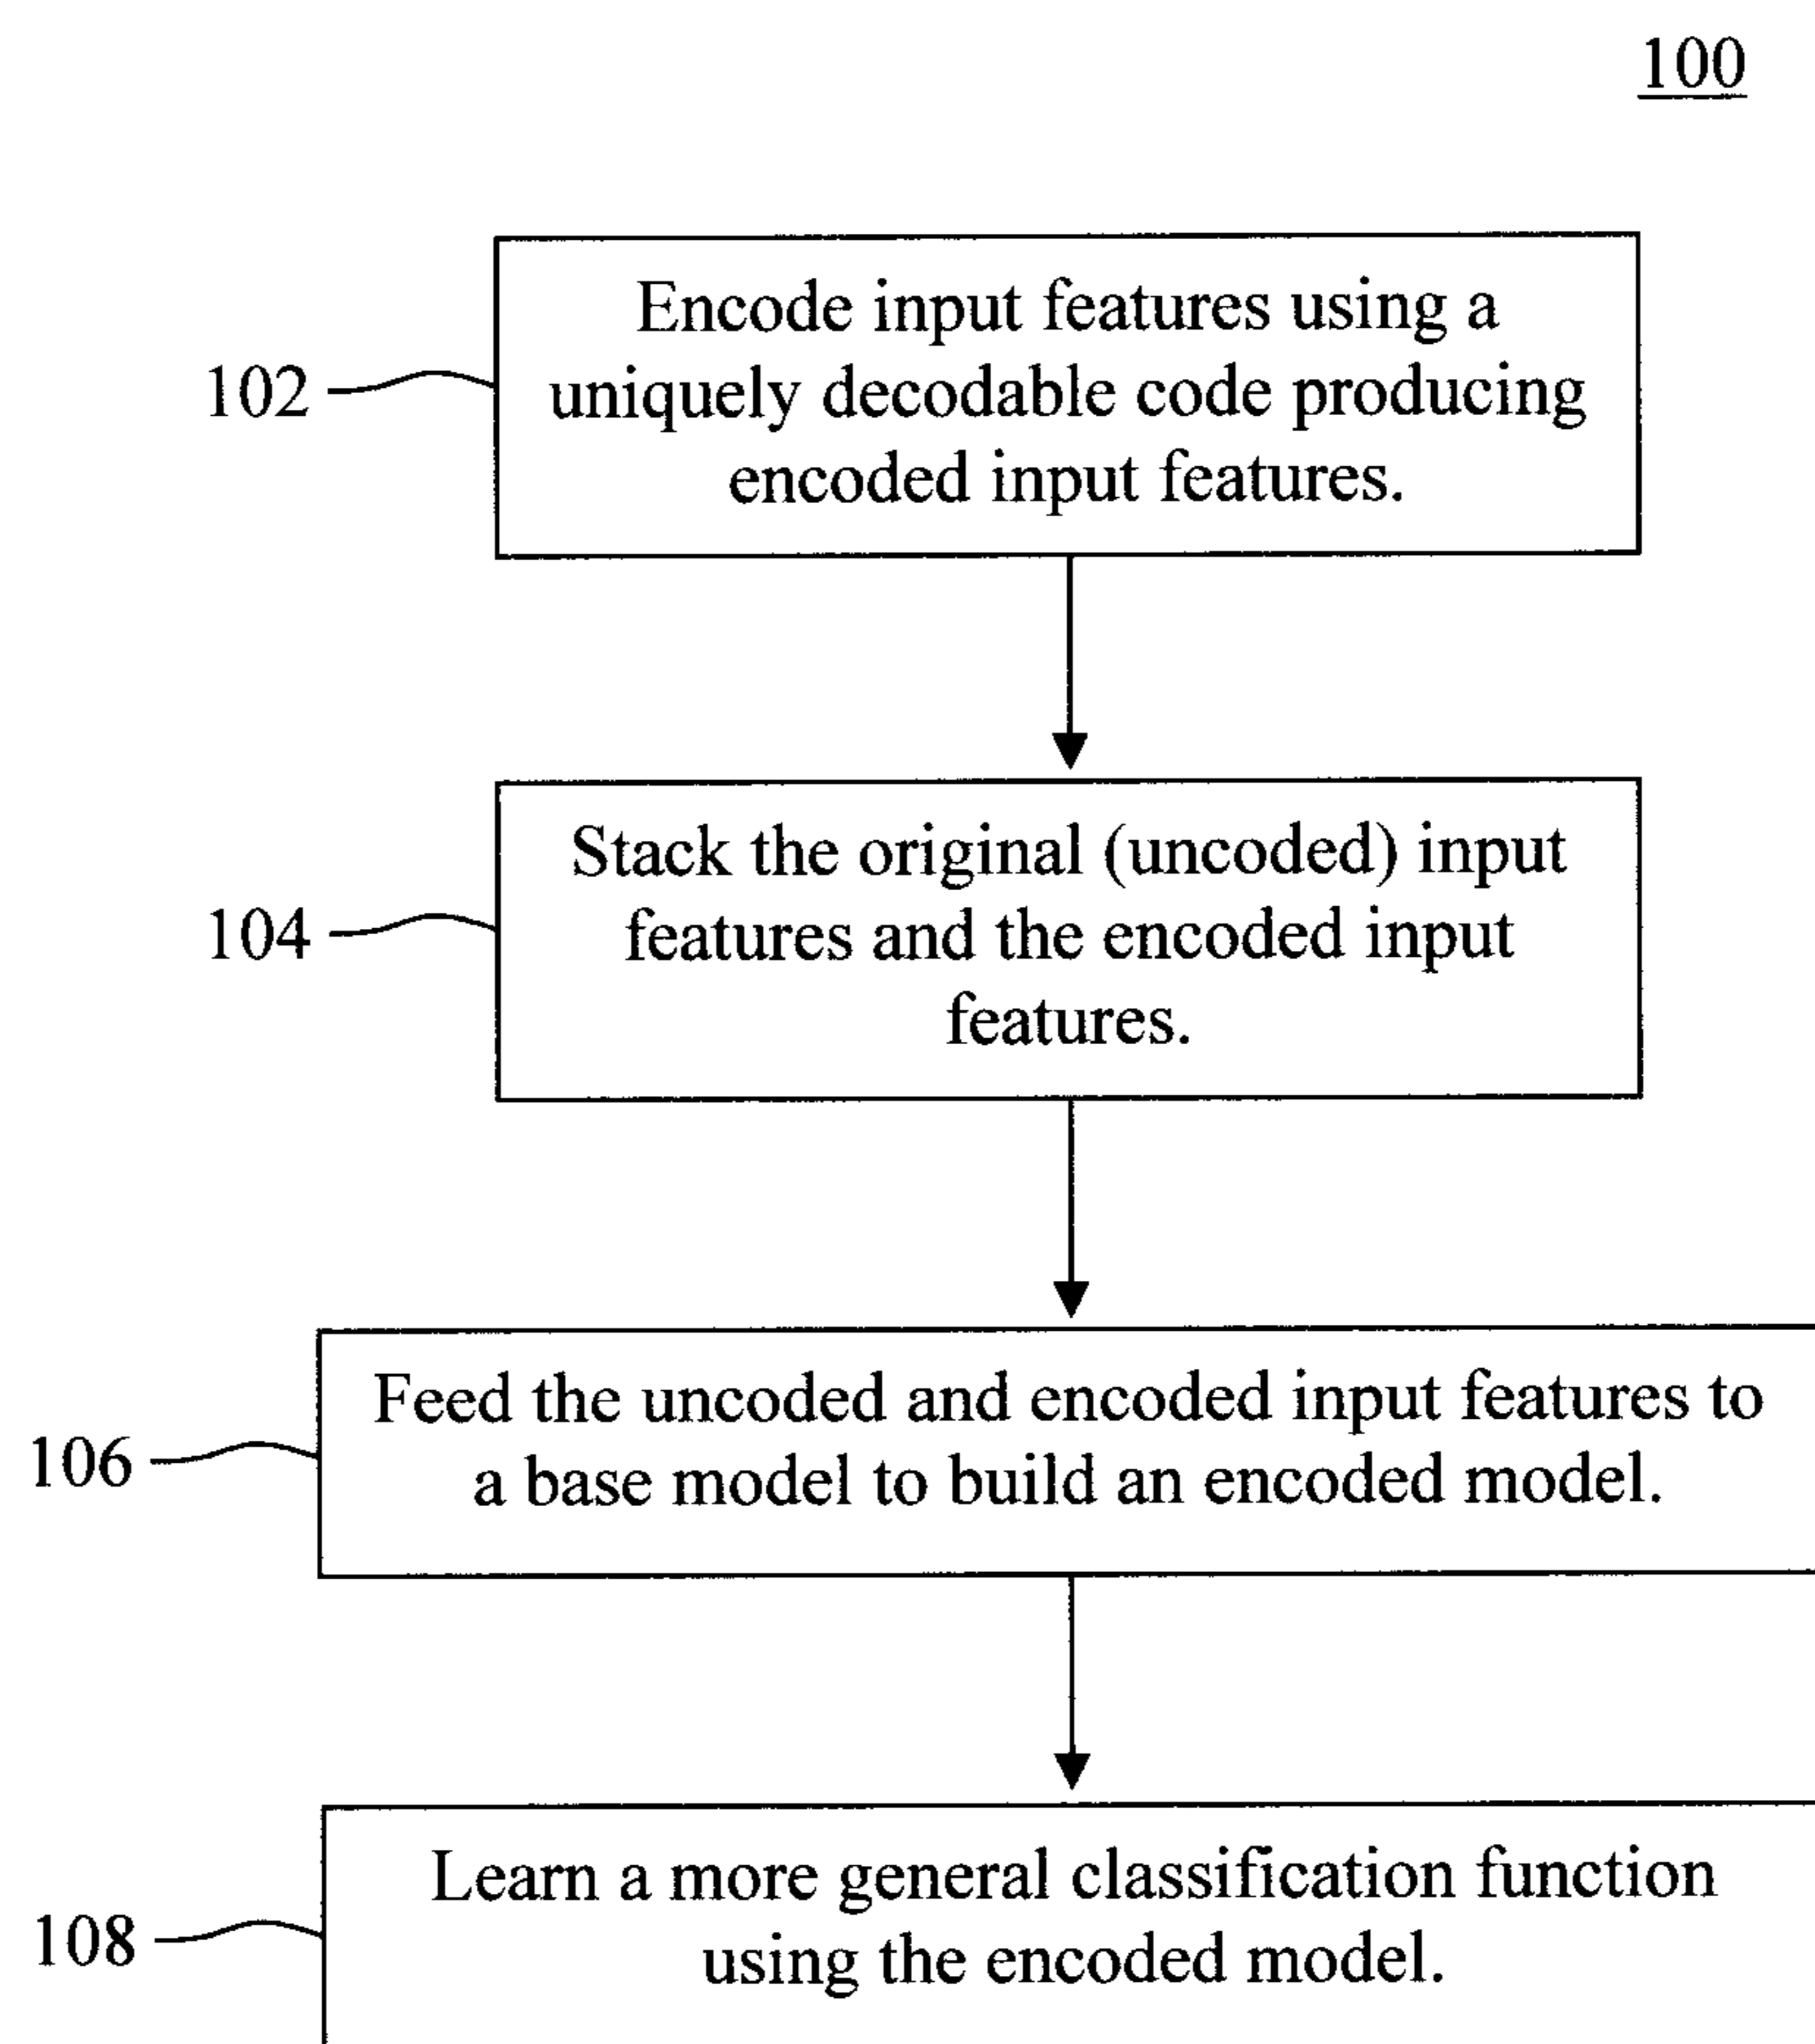 100
Encode input features using a
uniquely decodable code producing
encoded input features.
102
Stack the original (uncoded) input
features and the encoded input
features.
104
Feed the uncoded and encoded input features to
a base model to build an encoded model.
106
Learn a more general classification function
using the encoded model.
108